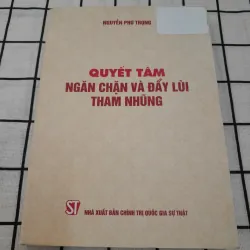 NGUYỄN PHÚ TRỌNG
QUYẾT TÂM
NGĂN CHẶN VÀ ĐẨY LÙI
THAM NHŨNG
ST
NHÀ XUẤT BẢN CHÍNH TRỊ QUỐC GIA SỰ THẬT